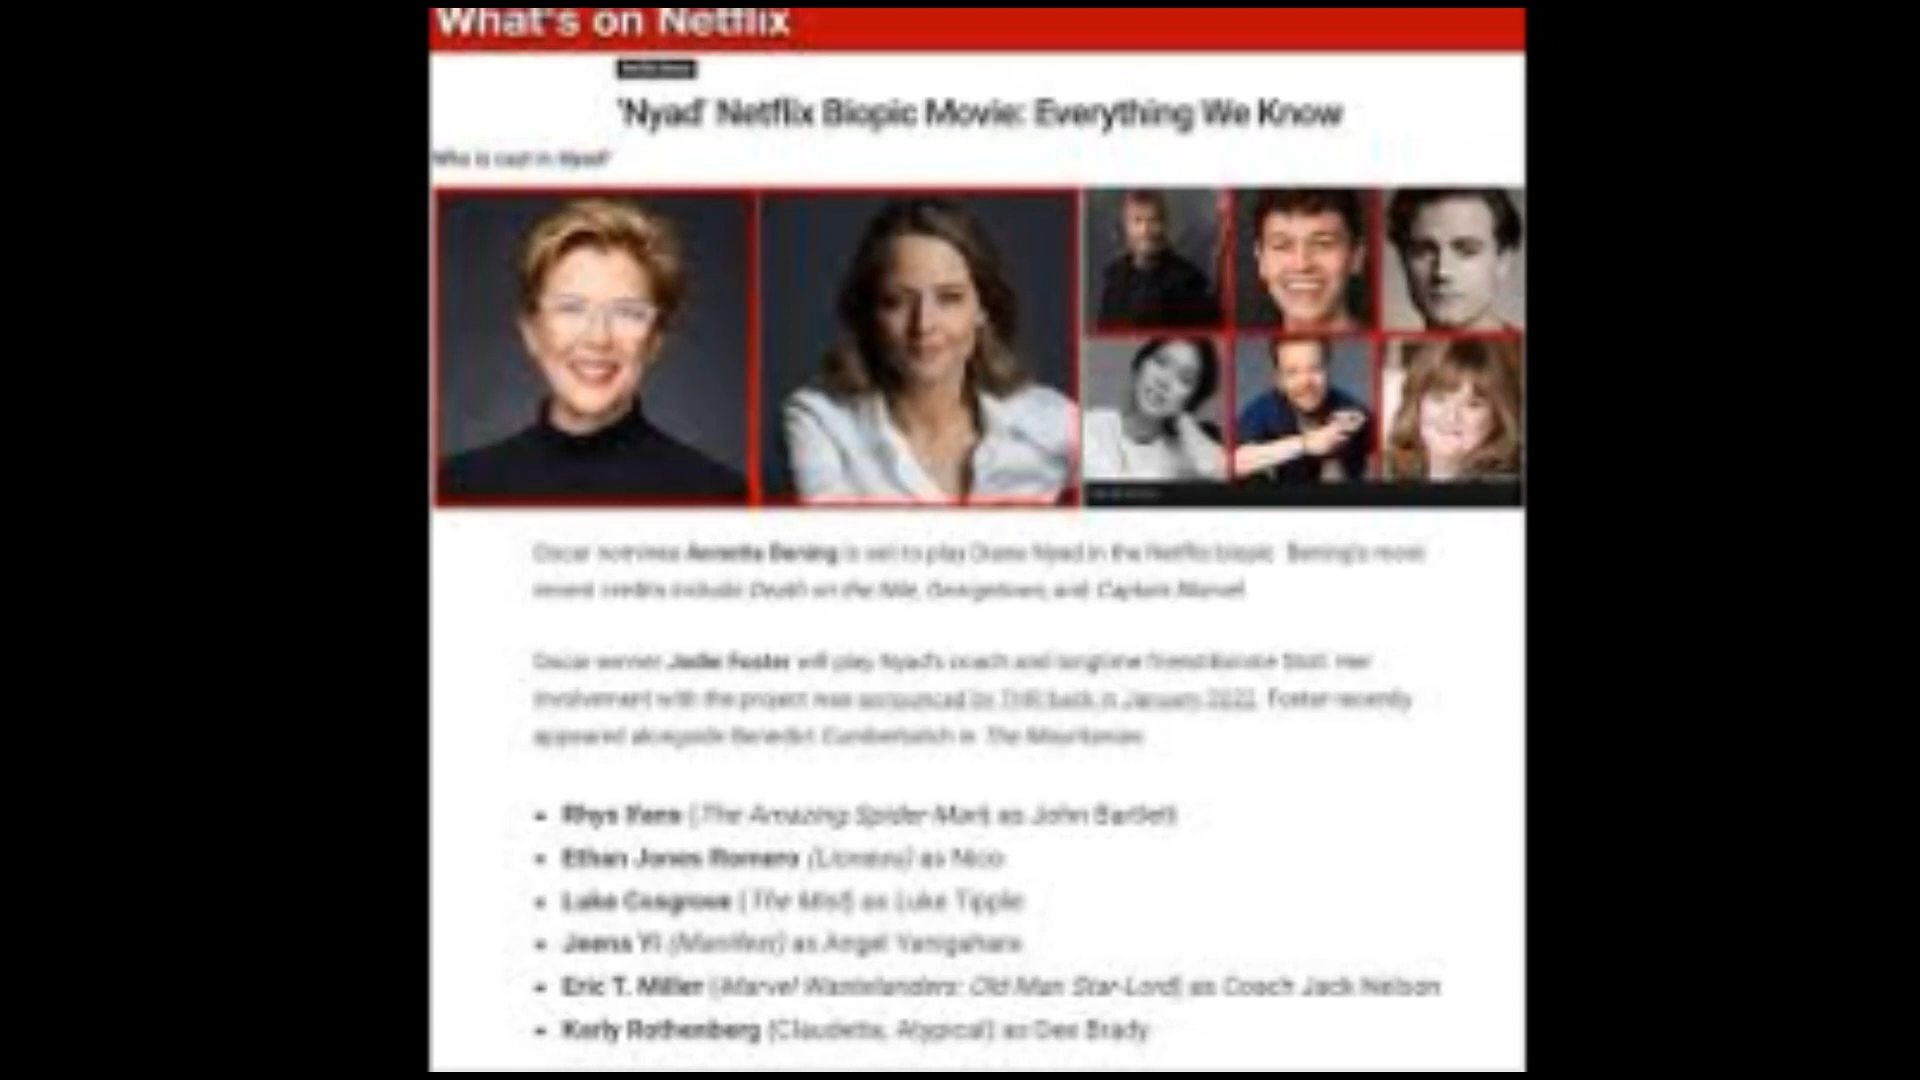 What's on Netflix
'Nyad' Netflix Biopic Movie: Everything We Know
Who is cast in Nyad?
Oscar nominee Annette Bening is set to play Diana Nyad in the Netflix biopic. Bening's most
recent credits include Death on the Nile, Georgetown, and Captain Marvel.
Oscar winner Jodie Foster will play Nyad's coach and longtime friend Bonnie Stoll. Her
involvement with the project was announced by THR back in January 2022. Foster recently
appeared alongside Benedict Cumberbatch in The Mauritanian.
• Rhys Ifans (The Amazing Spider-Man) as John Bartlett
• Ethan Jones Romero (Lioness) as Nico
• Luke Cosgrove (The Mist) as Luke Tipple
• Jeena Yi (Manifest) as Angel Yanagihara
• Eric T. Miller (Marvel Wastelanders: Old Man Star-Lord) as Coach Jack Nelson
• Karly Rothenberg (Claudette, Atypical) as Dee Brady